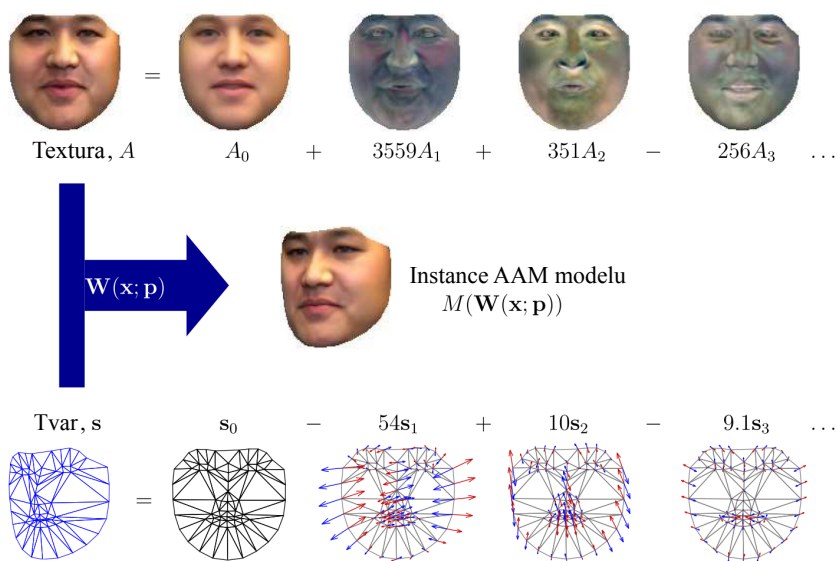 =
Textura, A A₀ + 3559A₁ + 351A₂ − 256A₃ …
W(x; p)
Instance AAM modelu
M(W(x; p))
Tvar, s s₀ − 54s₁ + 10s₂ − 9.1s₃ …
=